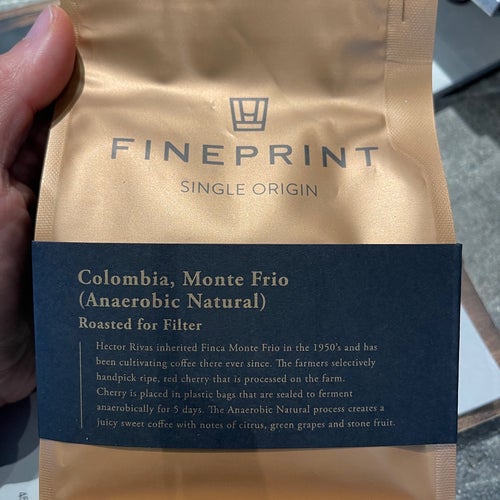 FINEPRINT
SINGLE ORIGIN
Colombia, Monte Frio
(Anaerobic Natural)
Roasted for Filter
Hector Rivas inherited Finca Monte Frio in the 1950's and has
been cultivating coffee there ever since. The farmers selectively
handpick ripe, red cherry that is processed on the farm.
Cherry is placed in plastic bags that are sealed to ferment
anaerobically for 5 days. The Anaerobic Natural process creates a
juicy sweet coffee with notes of citrus, green grapes and stone fruit.